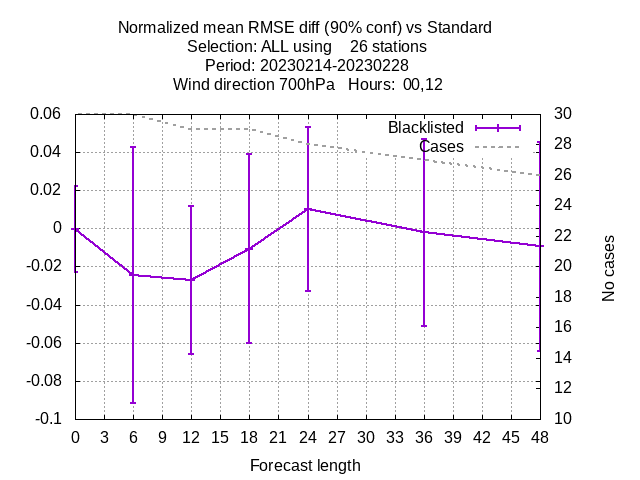 Normalized mean RMSE diff (90% conf) vs Standard
Selection: ALL using    26 stations
Period: 20230214-20230228
Wind direction 700hPa   Hours:  00,12
Blacklisted
Cases
0.06
0.04
0.02
0
-0.02
-0.04
-0.06
-0.08
-0.1
30
28
26
24
22
20
18
16
14
12
10
No cases
0 3 6 9 12 15 18 21 24 27 30 33 36 39 42 45 48
Forecast length